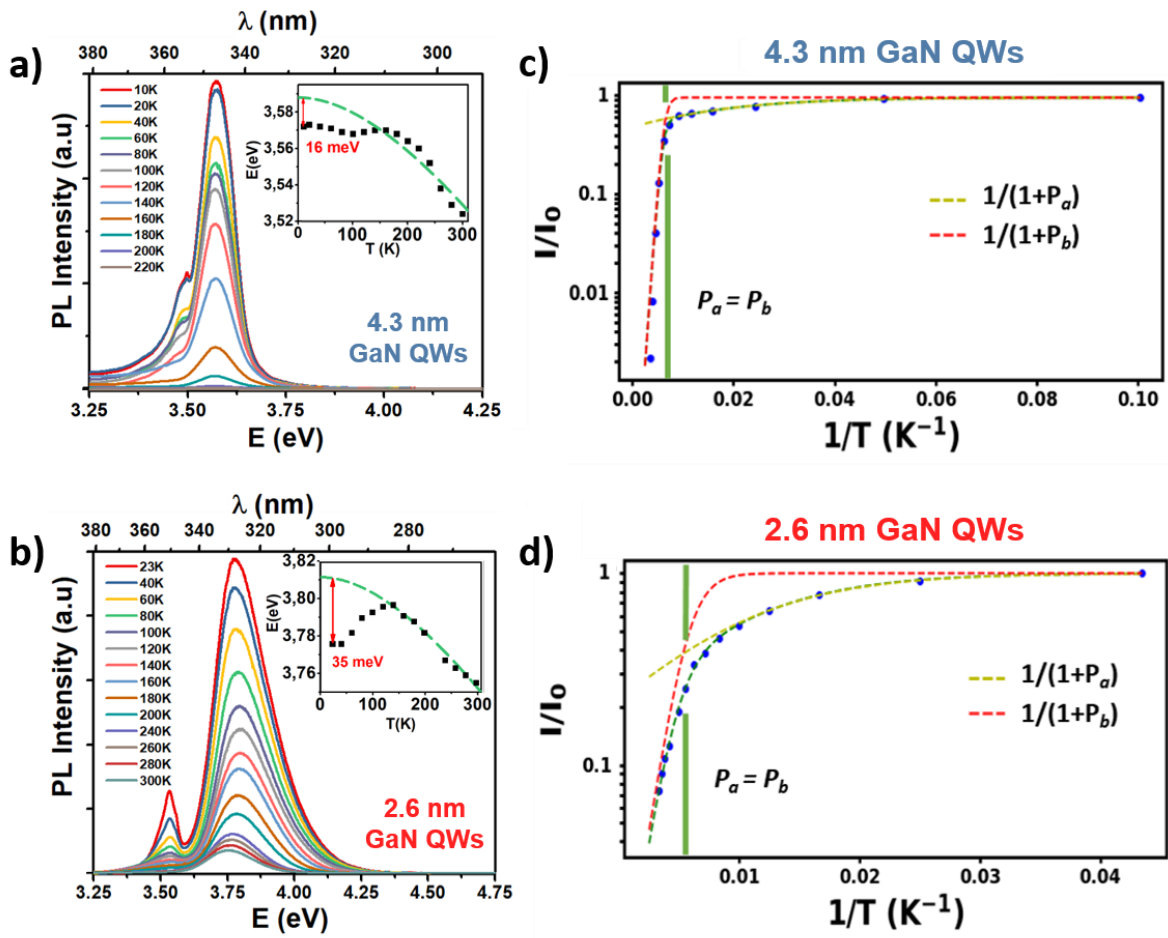 a)
λ (nm)
380 360 340 320 300
PL Intensity (a.u)
10K
20K
40K
60K
80K
100K
120K
140K
160K
180K
200K
220K
E(eV)
3,60
3,58
3,56
3,54
3,52
16 meV
0 100 200 300
T (K)
4.3 nm
GaN QWs
3.25 3.50 3.75 4.00 4.25
E (eV)
c)
4.3 nm GaN QWs
I/I₀
1
0.1
0.01
1/(1+Pₐ)
1/(1+P_b)
Pₐ = P_b
0.00 0.02 0.04 0.06 0.08 0.10
1/T (K⁻¹)
b)
λ (nm)
380 360 340 320 300 280
PL Intensity (a.u)
23K
40K
60K
80K
100K
120K
140K
160K
180K
200K
240K
260K
280K
300K
E(eV)
3,82
3,80
3,78
3,76
35 meV
0 100 200 300
T(K)
2.6 nm
GaN QWs
3.25 3.50 3.75 4.00 4.25 4.50 4.75
E (eV)
d)
2.6 nm GaN QWs
I/I₀
1
0.1
1/(1+Pₐ)
1/(1+P_b)
Pₐ = P_b
0.01 0.02 0.03 0.04
1/T (K⁻¹)